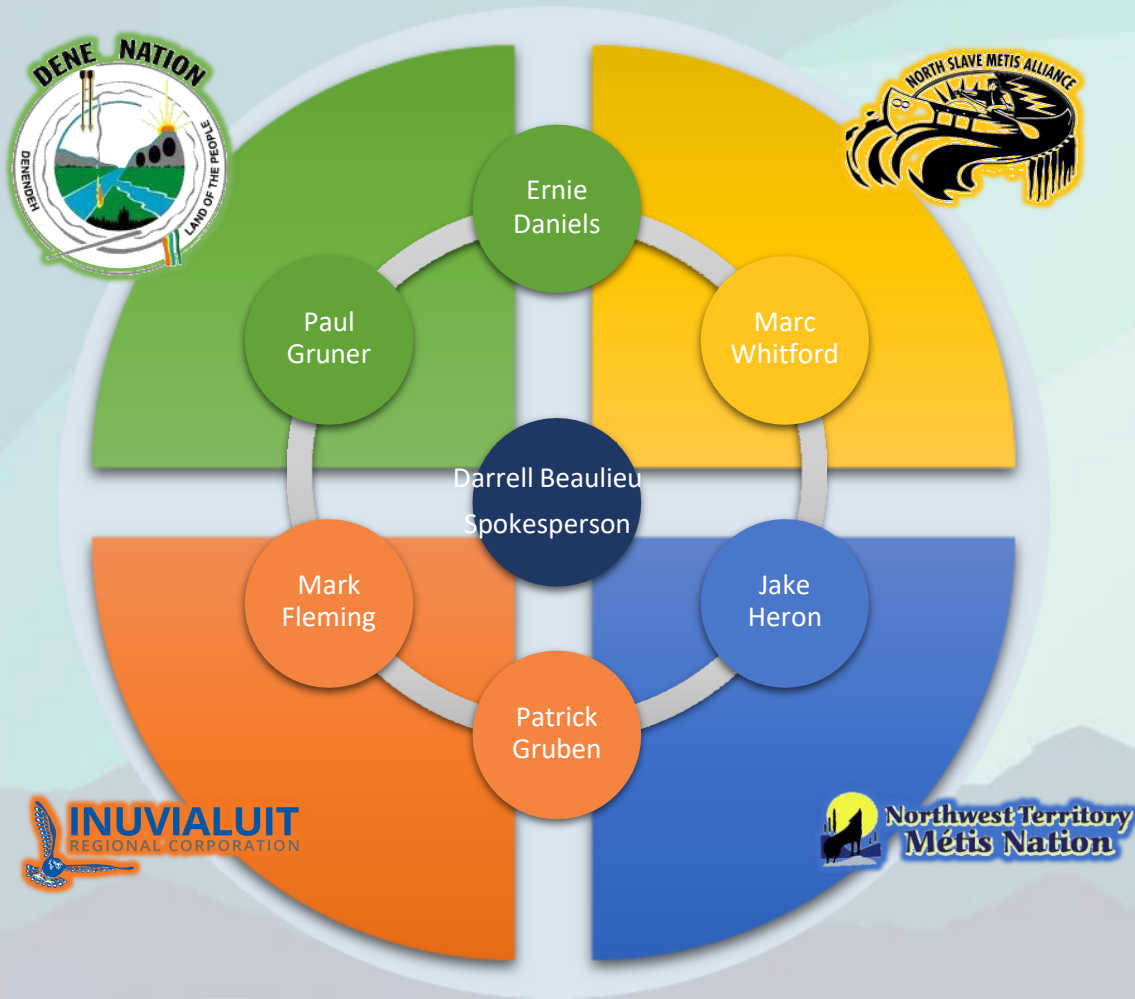 DENE NATION
DENENDEH
LAND OF THE PEOPLE
NORTH SLAVE METIS ALLIANCE
8
Ernie
Daniels
Paul
Gruner
Marc
Whitford
Darrell Beaulieu
Spokesperson
Mark
Fleming
Jake
Heron
Patrick
Gruben
INUVIALUIT
REGIONAL CORPORATION
Northwest Territory
Métis Nation